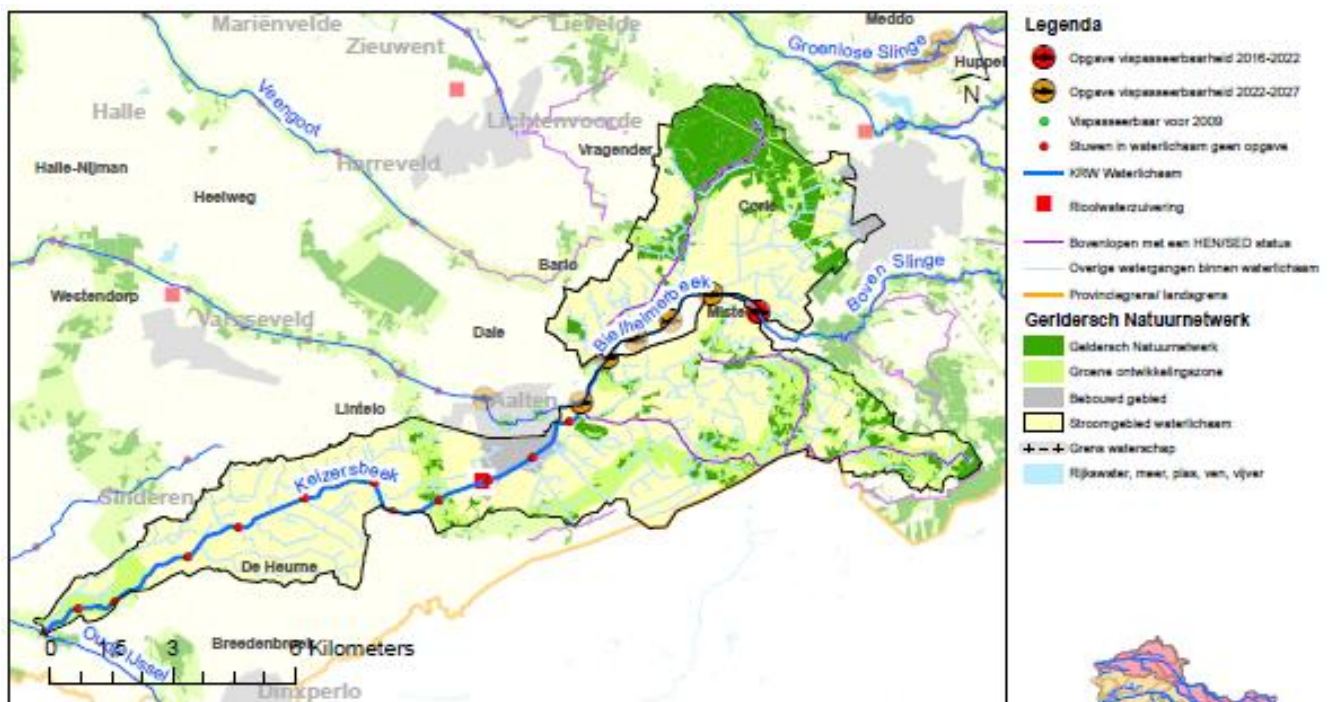 Mariënvelde
Zieuwent
Lievelde
Meddo
Groenlose Slinge
Huppel
N
Halle
Veengoot
Lichtenvoorde
Vragender
Halle-Nijman
Harreveld
Heelweg
Corle
Barlo
Boven Slinge
Westendorp
Varsseveld
Dale
Bielheimerbeek
Miste
Aalten
Lintelo
Keizersbeek
Sinderen
De Heurne
Oude IJssel
Breedenbroek
0 1,5 3 6 Kilometers
Dinxperlo
Legenda
Opgave vispasseerbaarheid 2016-2022
Opgave vispasseerbaarheid 2022-2027
Vispasseerbaar voor 2009
Stuwen in waterlichaam geen opgave
KRW Waterlichaam
Rioolwaterzuivering
Bovenlopen met een HEN/SED status
Overige watergangen binnen waterlichaam
Provinciegrens/ landsgrens
Geridersch Natuurnetwerk
Geldersch Natuurnetwerk
Groene ontwikkelingszone
Bebouwd gebied
Stroomgebied waterlichaam
Grens waterschap
Rijkswater, meer, plas, ven, vijver